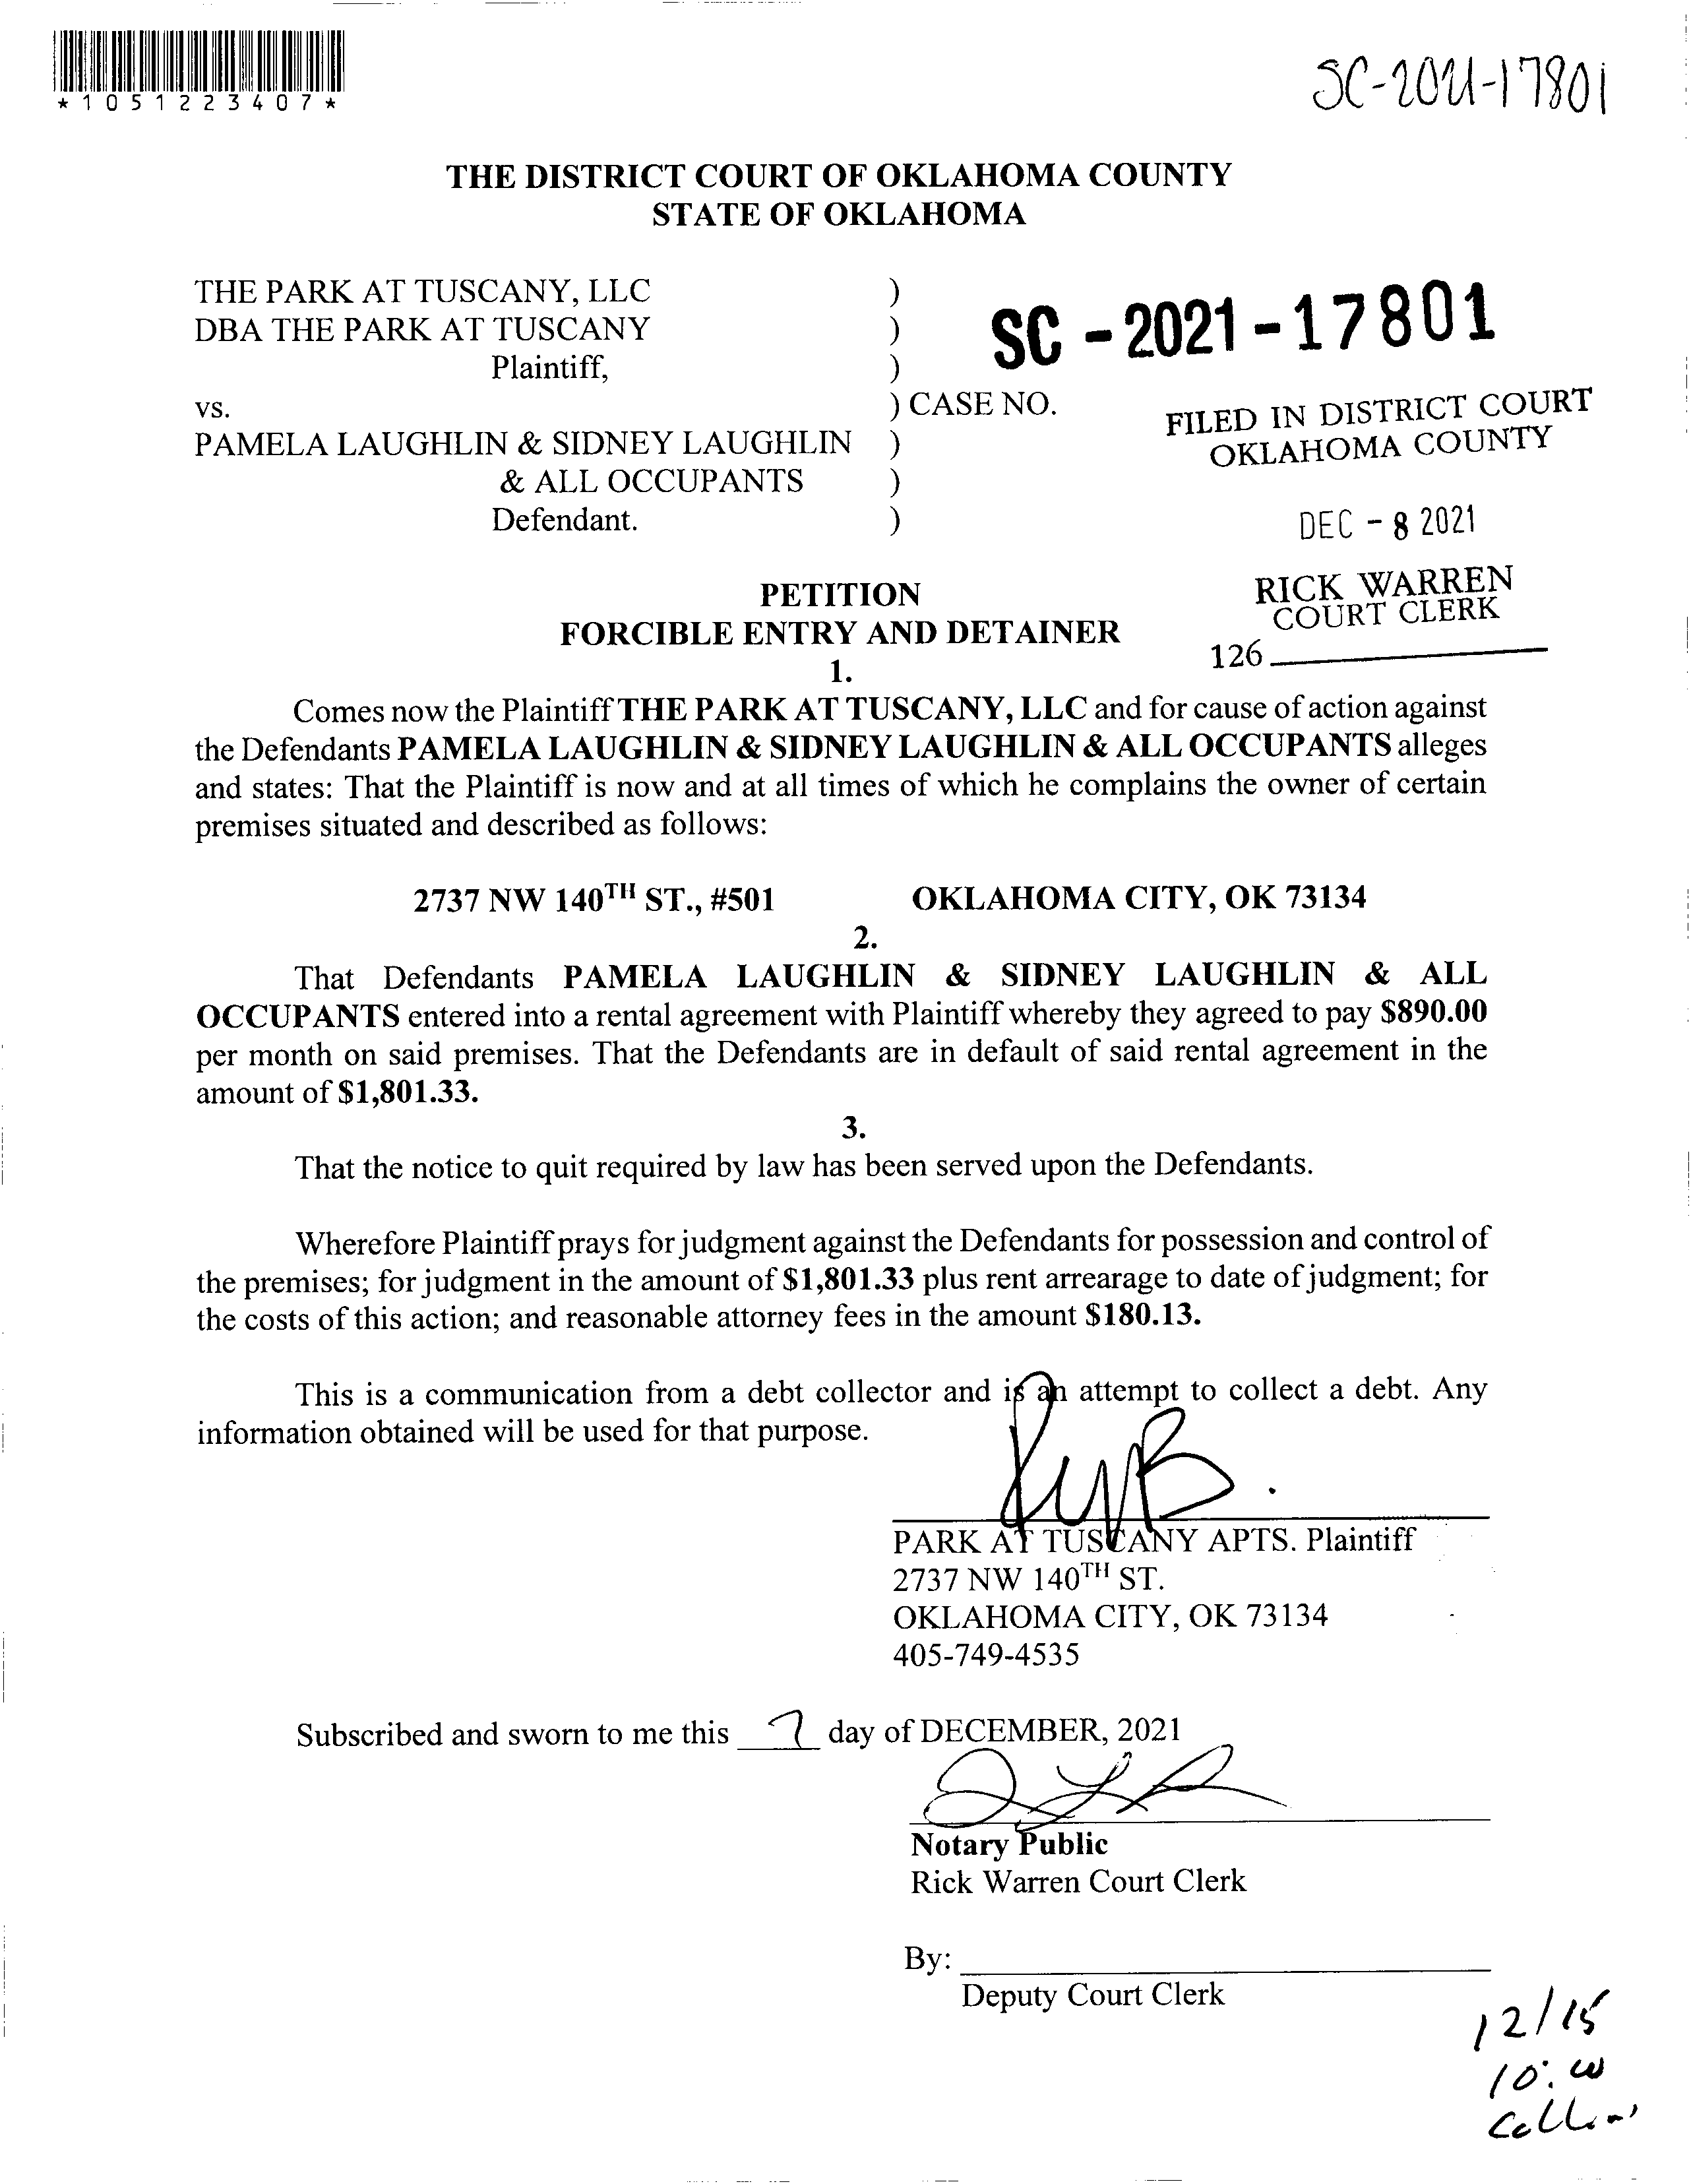 *1051223407*
SC-2021-17801
THE DISTRICT COURT OF OKLAHOMA COUNTY
STATE OF OKLAHOMA
THE PARK AT TUSCANY, LLC )
DBA THE PARK AT TUSCANY )
Plaintiff, )
SC -2021-17801
vs. ) CASE NO.
PAMELA LAUGHLIN & SIDNEY LAUGHLIN )
& ALL OCCUPANTS )
Defendant. )
FILED IN DISTRICT COURT
OKLAHOMA COUNTY
DEC - 8 2021
RICK WARREN
COURT CLERK
126
PETITION
FORCIBLE ENTRY AND DETAINER
1.
Comes now the Plaintiff THE PARK AT TUSCANY, LLC and for cause of action against
the Defendants PAMELA LAUGHLIN & SIDNEY LAUGHLIN & ALL OCCUPANTS alleges
and states: That the Plaintiff is now and at all times of which he complains the owner of certain
premises situated and described as follows:
2737 NW 140TH ST., #501 OKLAHOMA CITY, OK 73134
2.
That Defendants PAMELA LAUGHLIN & SIDNEY LAUGHLIN & ALL
OCCUPANTS entered into a rental agreement with Plaintiff whereby they agreed to pay $890.00
per month on said premises. That the Defendants are in default of said rental agreement in the
amount of $1,801.33.
3.
That the notice to quit required by law has been served upon the Defendants.
Wherefore Plaintiff prays for judgment against the Defendants for possession and control of
the premises; for judgment in the amount of $1,801.33 plus rent arrearage to date of judgment; for
the costs of this action; and reasonable attorney fees in the amount $180.13.
This is a communication from a debt collector and is an attempt to collect a debt. Any
information obtained will be used for that purpose.
PARK AT TUSCANY APTS. Plaintiff
2737 NW 140TH ST.
OKLAHOMA CITY, OK 73134
405-749-4535
Subscribed and sworn to me this 7 day of DECEMBER, 2021
Notary Public
Rick Warren Court Clerk
By:
Deputy Court Clerk
12/15